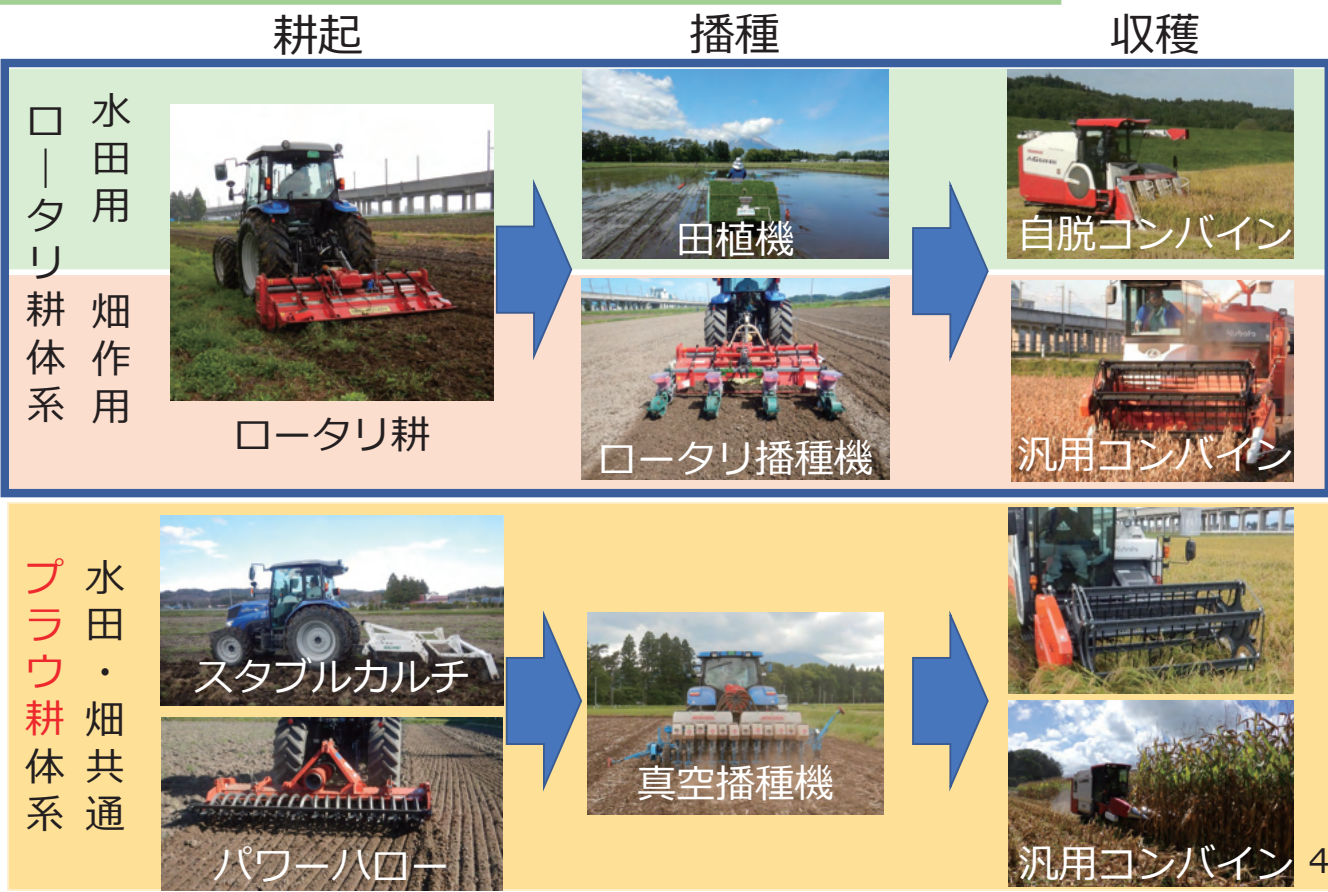 耕起
播種
収穫
ロータリ耕体系
水田用
畑作用
ロータリ耕
田植機
ロータリ播種機
自脱コンバイン
汎用コンバイン
プラウ耕体系
水田・畑共通
スタブルカルチ
パワーハロー
真空播種機
汎用コンバイン
4